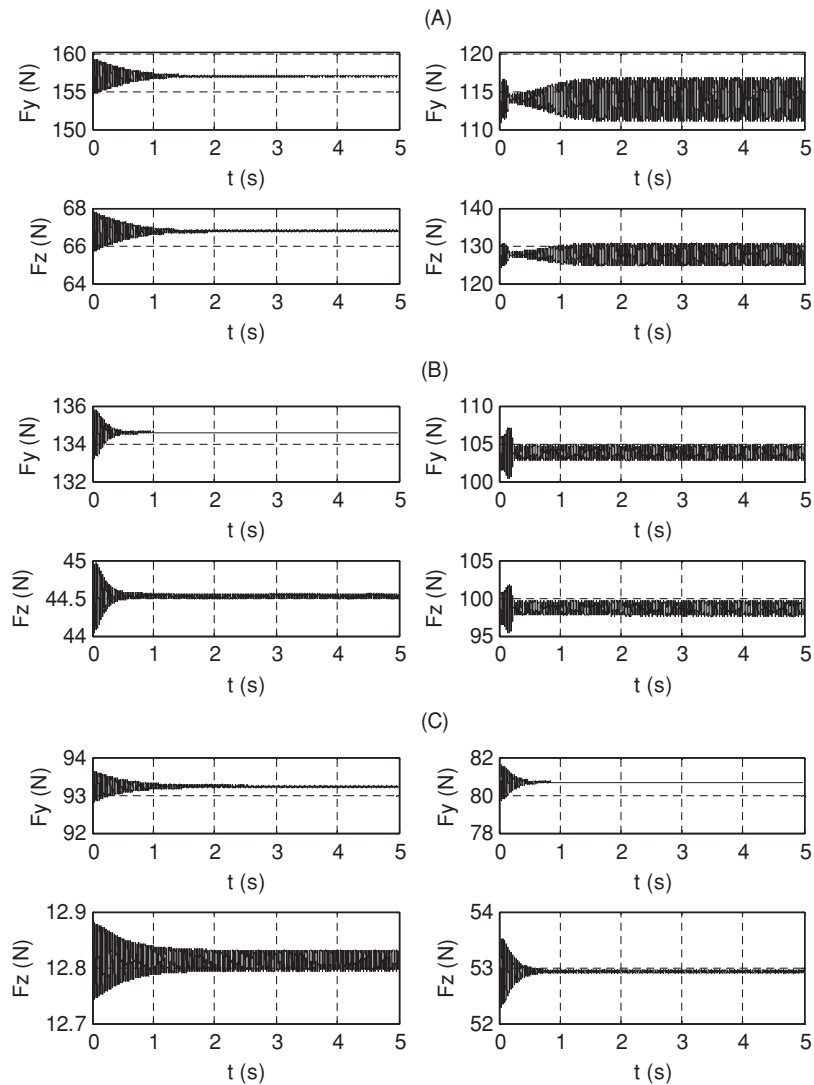 (A)
Fy (N)
160
155
150
0 1 2 3 4 5
t (s)
Fy (N)
120
115
110
0 1 2 3 4 5
t (s)
Fz (N)
68
66
64
0 1 2 3 4 5
t (s)
Fz (N)
140
130
120
0 1 2 3 4 5
t (s)
(B)
Fy (N)
136
134
132
0 1 2 3 4 5
t (s)
Fy (N)
110
105
100
0 1 2 3 4 5
t (s)
Fz (N)
45
44.5
44
0 1 2 3 4 5
t (s)
Fz (N)
105
100
95
0 1 2 3 4 5
t (s)
(C)
Fy (N)
94
93
92
0 1 2 3 4 5
t (s)
Fy (N)
82
80
78
0 1 2 3 4 5
t (s)
Fz (N)
12.9
12.8
12.7
0 1 2 3 4 5
t (s)
Fz (N)
54
53
52
0 1 2 3 4 5
t (s)